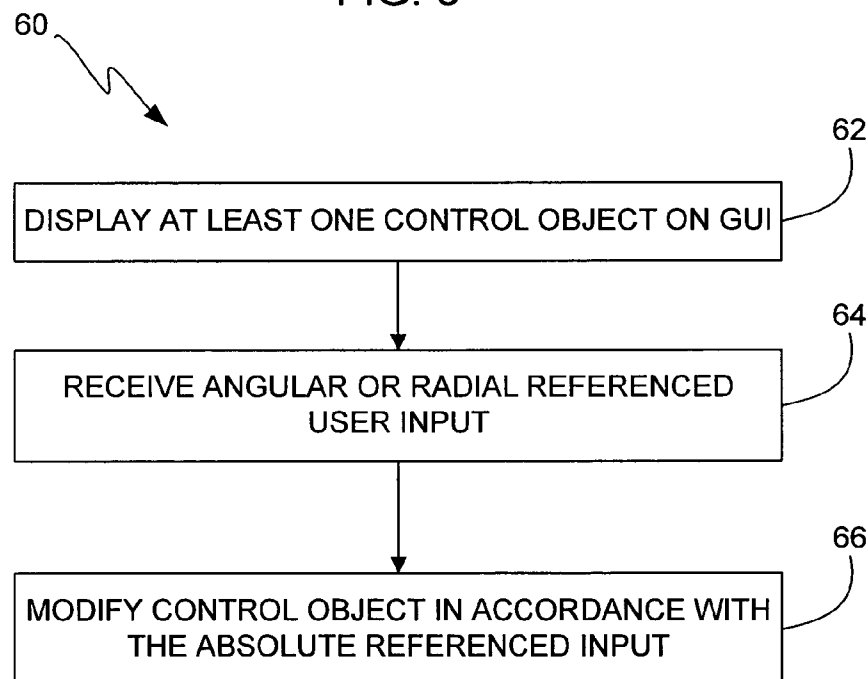 60
62
DISPLAY AT LEAST ONE CONTROL OBJECT ON GUI
64
RECEIVE ANGULAR OR RADIAL REFERENCED
USER INPUT
66
MODIFY CONTROL OBJECT IN ACCORDANCE WITH
THE ABSOLUTE REFERENCED INPUT